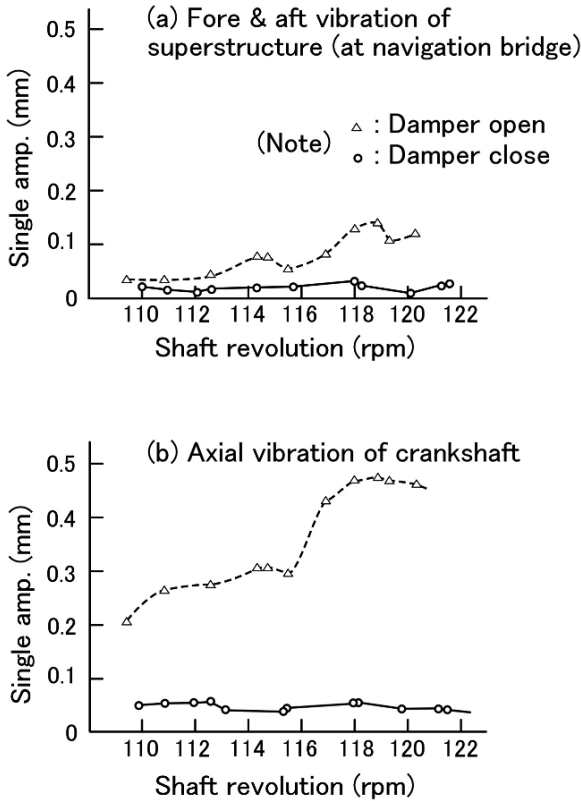 (a) Fore & aft vibration of
superstructure (at navigation bridge)
0.5
0.4
0.3
0.2
0.1
0
Single amp. (mm)
(Note) △ : Damper open
○ : Damper close
110 112 114 116 118 120 122
Shaft revolution (rpm)
(b) Axial vibration of crankshaft
0.5
0.4
0.3
0.2
0.1
0
Single amp. (mm)
110 112 114 116 118 120 122
Shaft revolution (rpm)